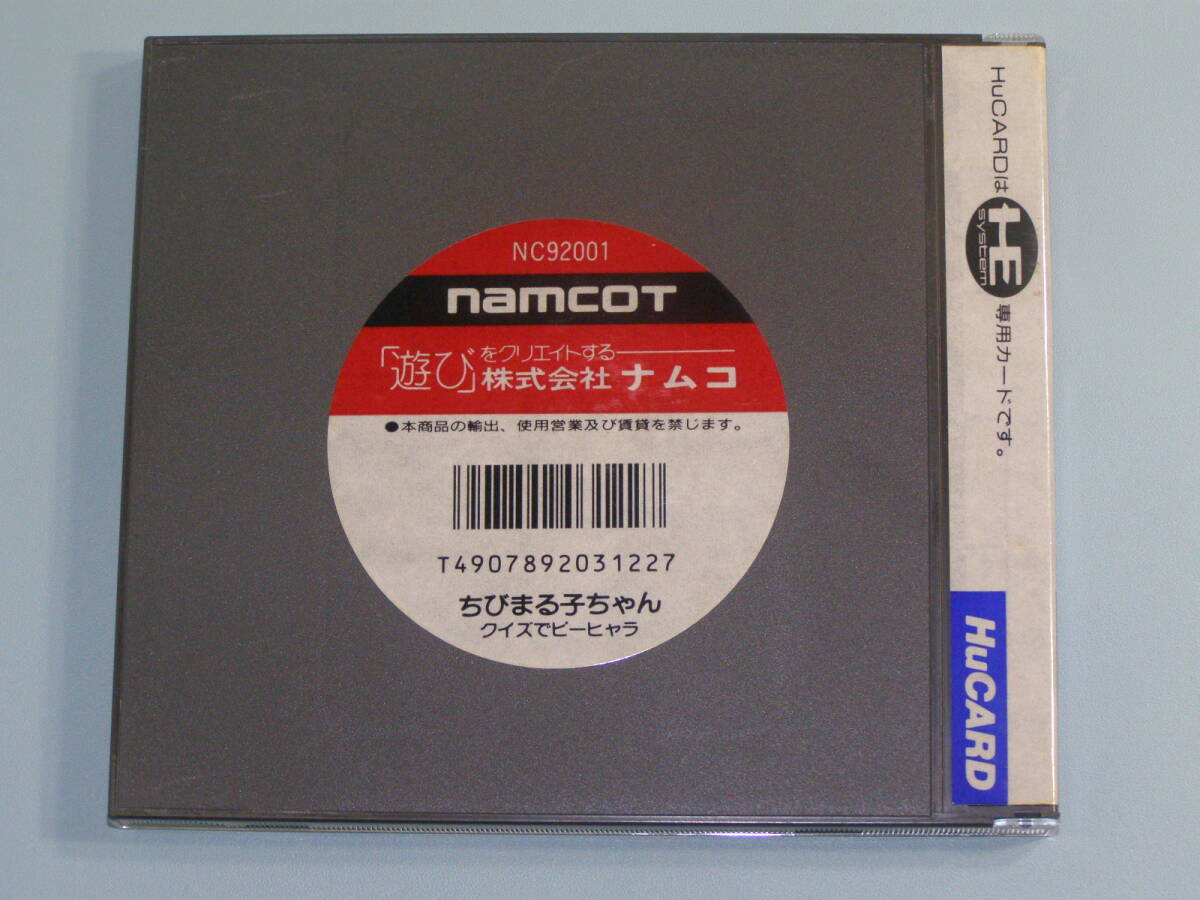 NC92001
namcoT
「遊び」をクリエイトする
株式会社 ナムコ
●本商品の輸出、使用営業及び賃貸を禁じます。
T4907892031227
ちびまる子ちゃん
クイズでピーヒャラ
HuCARDは HE system 専用カードです。
HuCARD